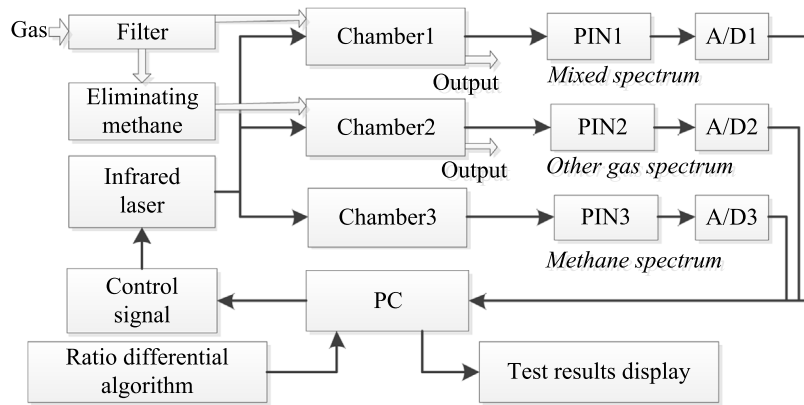 Gas
Filter
Chamber1
PIN1
A/D1
Output
Mixed spectrum
Eliminating
methane
Chamber2
PIN2
A/D2
Output
Other gas spectrum
Infrared
laser
Chamber3
PIN3
A/D3
Methane spectrum
Control
signal
PC
Ratio differential
algorithm
Test results display